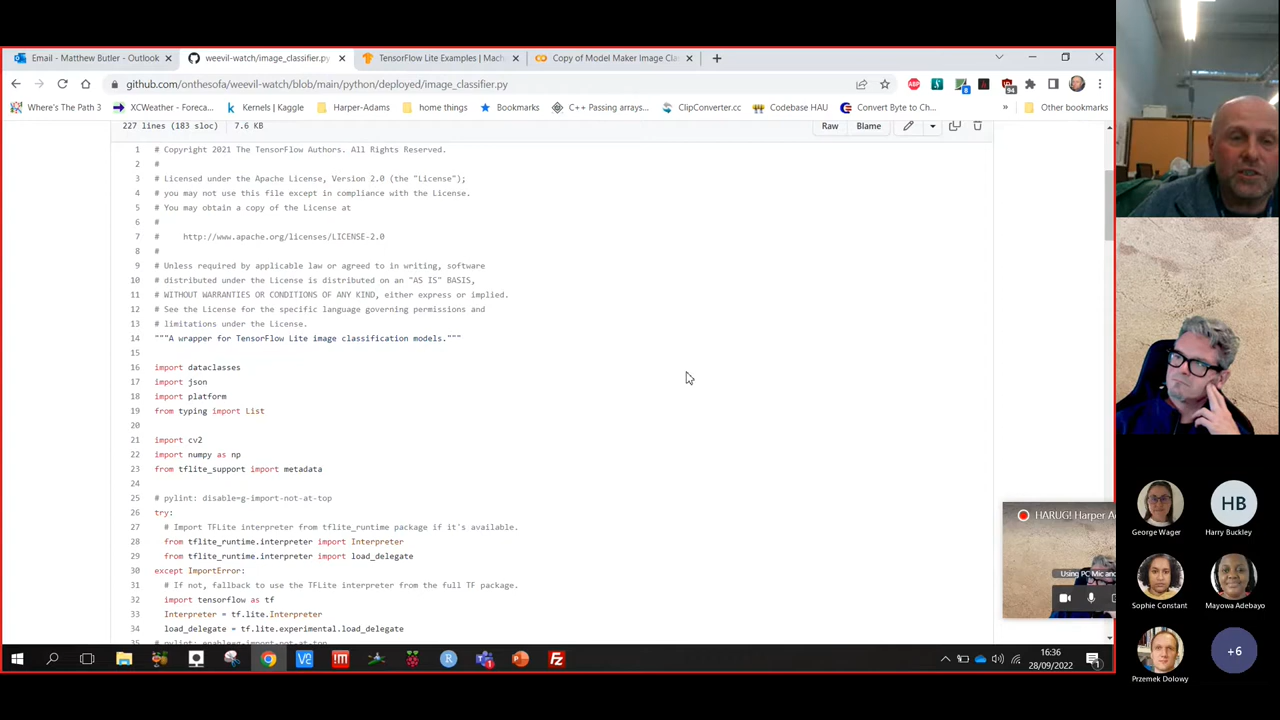 Email - Matthew Butler - Outlook
weevil-watch/image_classifier.py
TensorFlow Lite Examples | Mach
Copy of Model Maker Image Cla
github.com/onthesofa/weevil-watch/blob/main/python/deployed/image_classifier.py
Where's The Path 3
XCWeather - Foreca...
Kernels | Kaggle
Harper-Adams
home things
Bookmarks
C++ Passing arrays...
ClipConverter.cc
Codebase HAU
Convert Byte to Ch...
»
Other bookmarks
227 lines (183 sloc) 7.6 KB
Raw
Blame
1 # Copyright 2021 The TensorFlow Authors. All Rights Reserved.
2 #
3 # Licensed under the Apache License, Version 2.0 (the "License");
4 # you may not use this file except in compliance with the License.
5 # You may obtain a copy of the License at
6 #
7 # http://www.apache.org/licenses/LICENSE-2.0
8 #
9 # Unless required by applicable law or agreed to in writing, software
10 # distributed under the License is distributed on an "AS IS" BASIS,
11 # WITHOUT WARRANTIES OR CONDITIONS OF ANY KIND, either express or implied.
12 # See the License for the specific language governing permissions and
13 # limitations under the License.
14 """A wrapper for TensorFlow Lite image classification models."""
15
16 import dataclasses
17 import json
18 import platform
19 from typing import List
20
21 import cv2
22 import numpy as np
23 from tflite_support import metadata
24
25 # pylint: disable=g-import-not-at-top
26 try:
27 # Import TFLite interpreter from tflite_runtime package if it's available.
28 from tflite_runtime.interpreter import Interpreter
29 from tflite_runtime.interpreter import load_delegate
30 except ImportError:
31 # If not, fallback to use the TFLite interpreter from the full TF package.
32 import tensorflow as tf
33 Interpreter = tf.lite.Interpreter
34 load_delegate = tf.lite.experimental.load_delegate
35 # pylint: enable=g-import-not-at-top
HARUG! Harper A
Using PC Mic and
HB
George Wager
Harry Buckley
Sophie Constant
Mayowa Adebayo
+6
Przemek Dolowy
16:36
28/09/2022
1